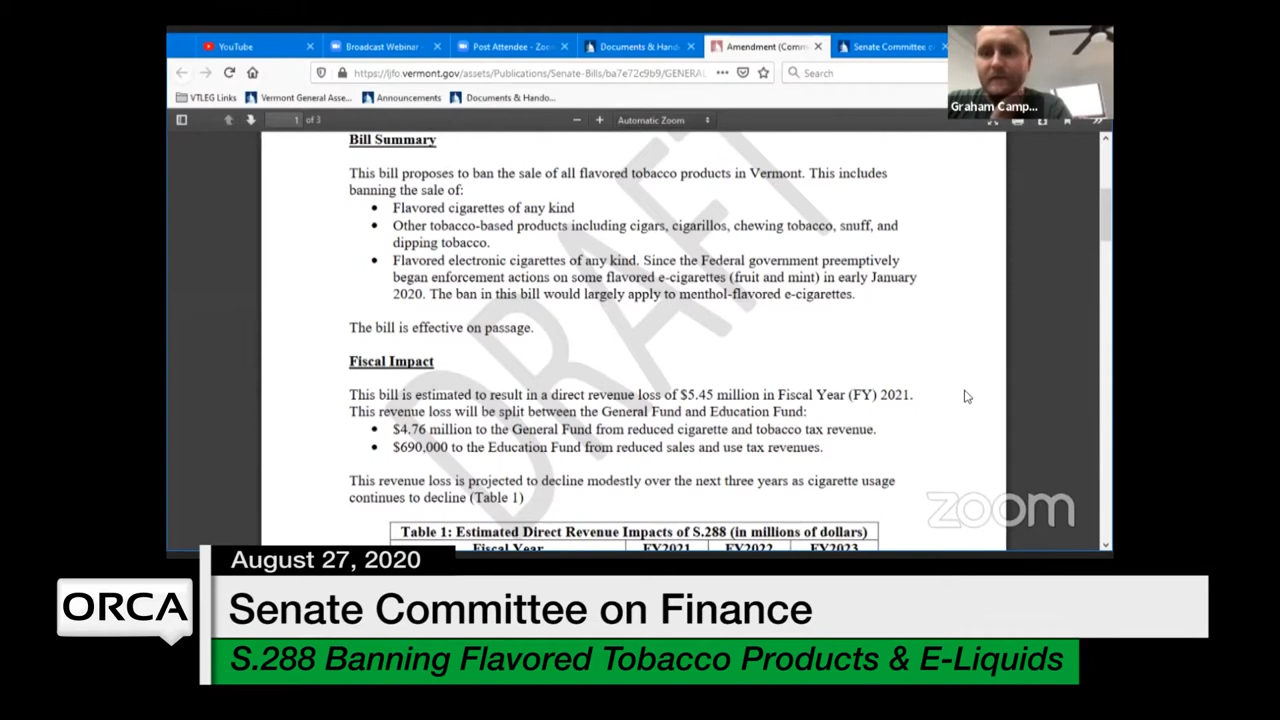 YouTube
Broadcast Webinar -
Post Attendee - Zoo
Documents & Hand
Amendment (Comm
Senate Committee o
https://ljfo.vermont.gov/assets/Publications/Senate-Bills/ba7e72c9b9/GENERAL
Search
VTLEG Links
Vermont General Asse...
Announcements
Documents & Hando...
Graham Camp...
1 of 3
Automatic Zoom
DRAFT
Bill Summary
This bill proposes to ban the sale of all flavored tobacco products in Vermont. This includes
banning the sale of:
• Flavored cigarettes of any kind
• Other tobacco-based products including cigars, cigarillos, chewing tobacco, snuff, and
dipping tobacco.
• Flavored electronic cigarettes of any kind. Since the Federal government preemptively
began enforcement actions on some flavored e-cigarettes (fruit and mint) in early January
2020. The ban in this bill would largely apply to menthol-flavored e-cigarettes.
The bill is effective on passage.
Fiscal Impact
This bill is estimated to result in a direct revenue loss of $5.45 million in Fiscal Year (FY) 2021.
This revenue loss will be split between the General Fund and Education Fund:
• $4.76 million to the General Fund from reduced cigarette and tobacco tax revenue.
• $690,000 to the Education Fund from reduced sales and use tax revenues.
This revenue loss is projected to decline modestly over the next three years as cigarette usage
continues to decline (Table 1)
Table 1: Estimated Direct Revenue Impacts of S.288 (in millions of dollars)
Fiscal Year FY2021 FY2022 FY2023
zoom
August 27, 2020
ORCA
Senate Committee on Finance
S.288 Banning Flavored Tobacco Products & E-Liquids